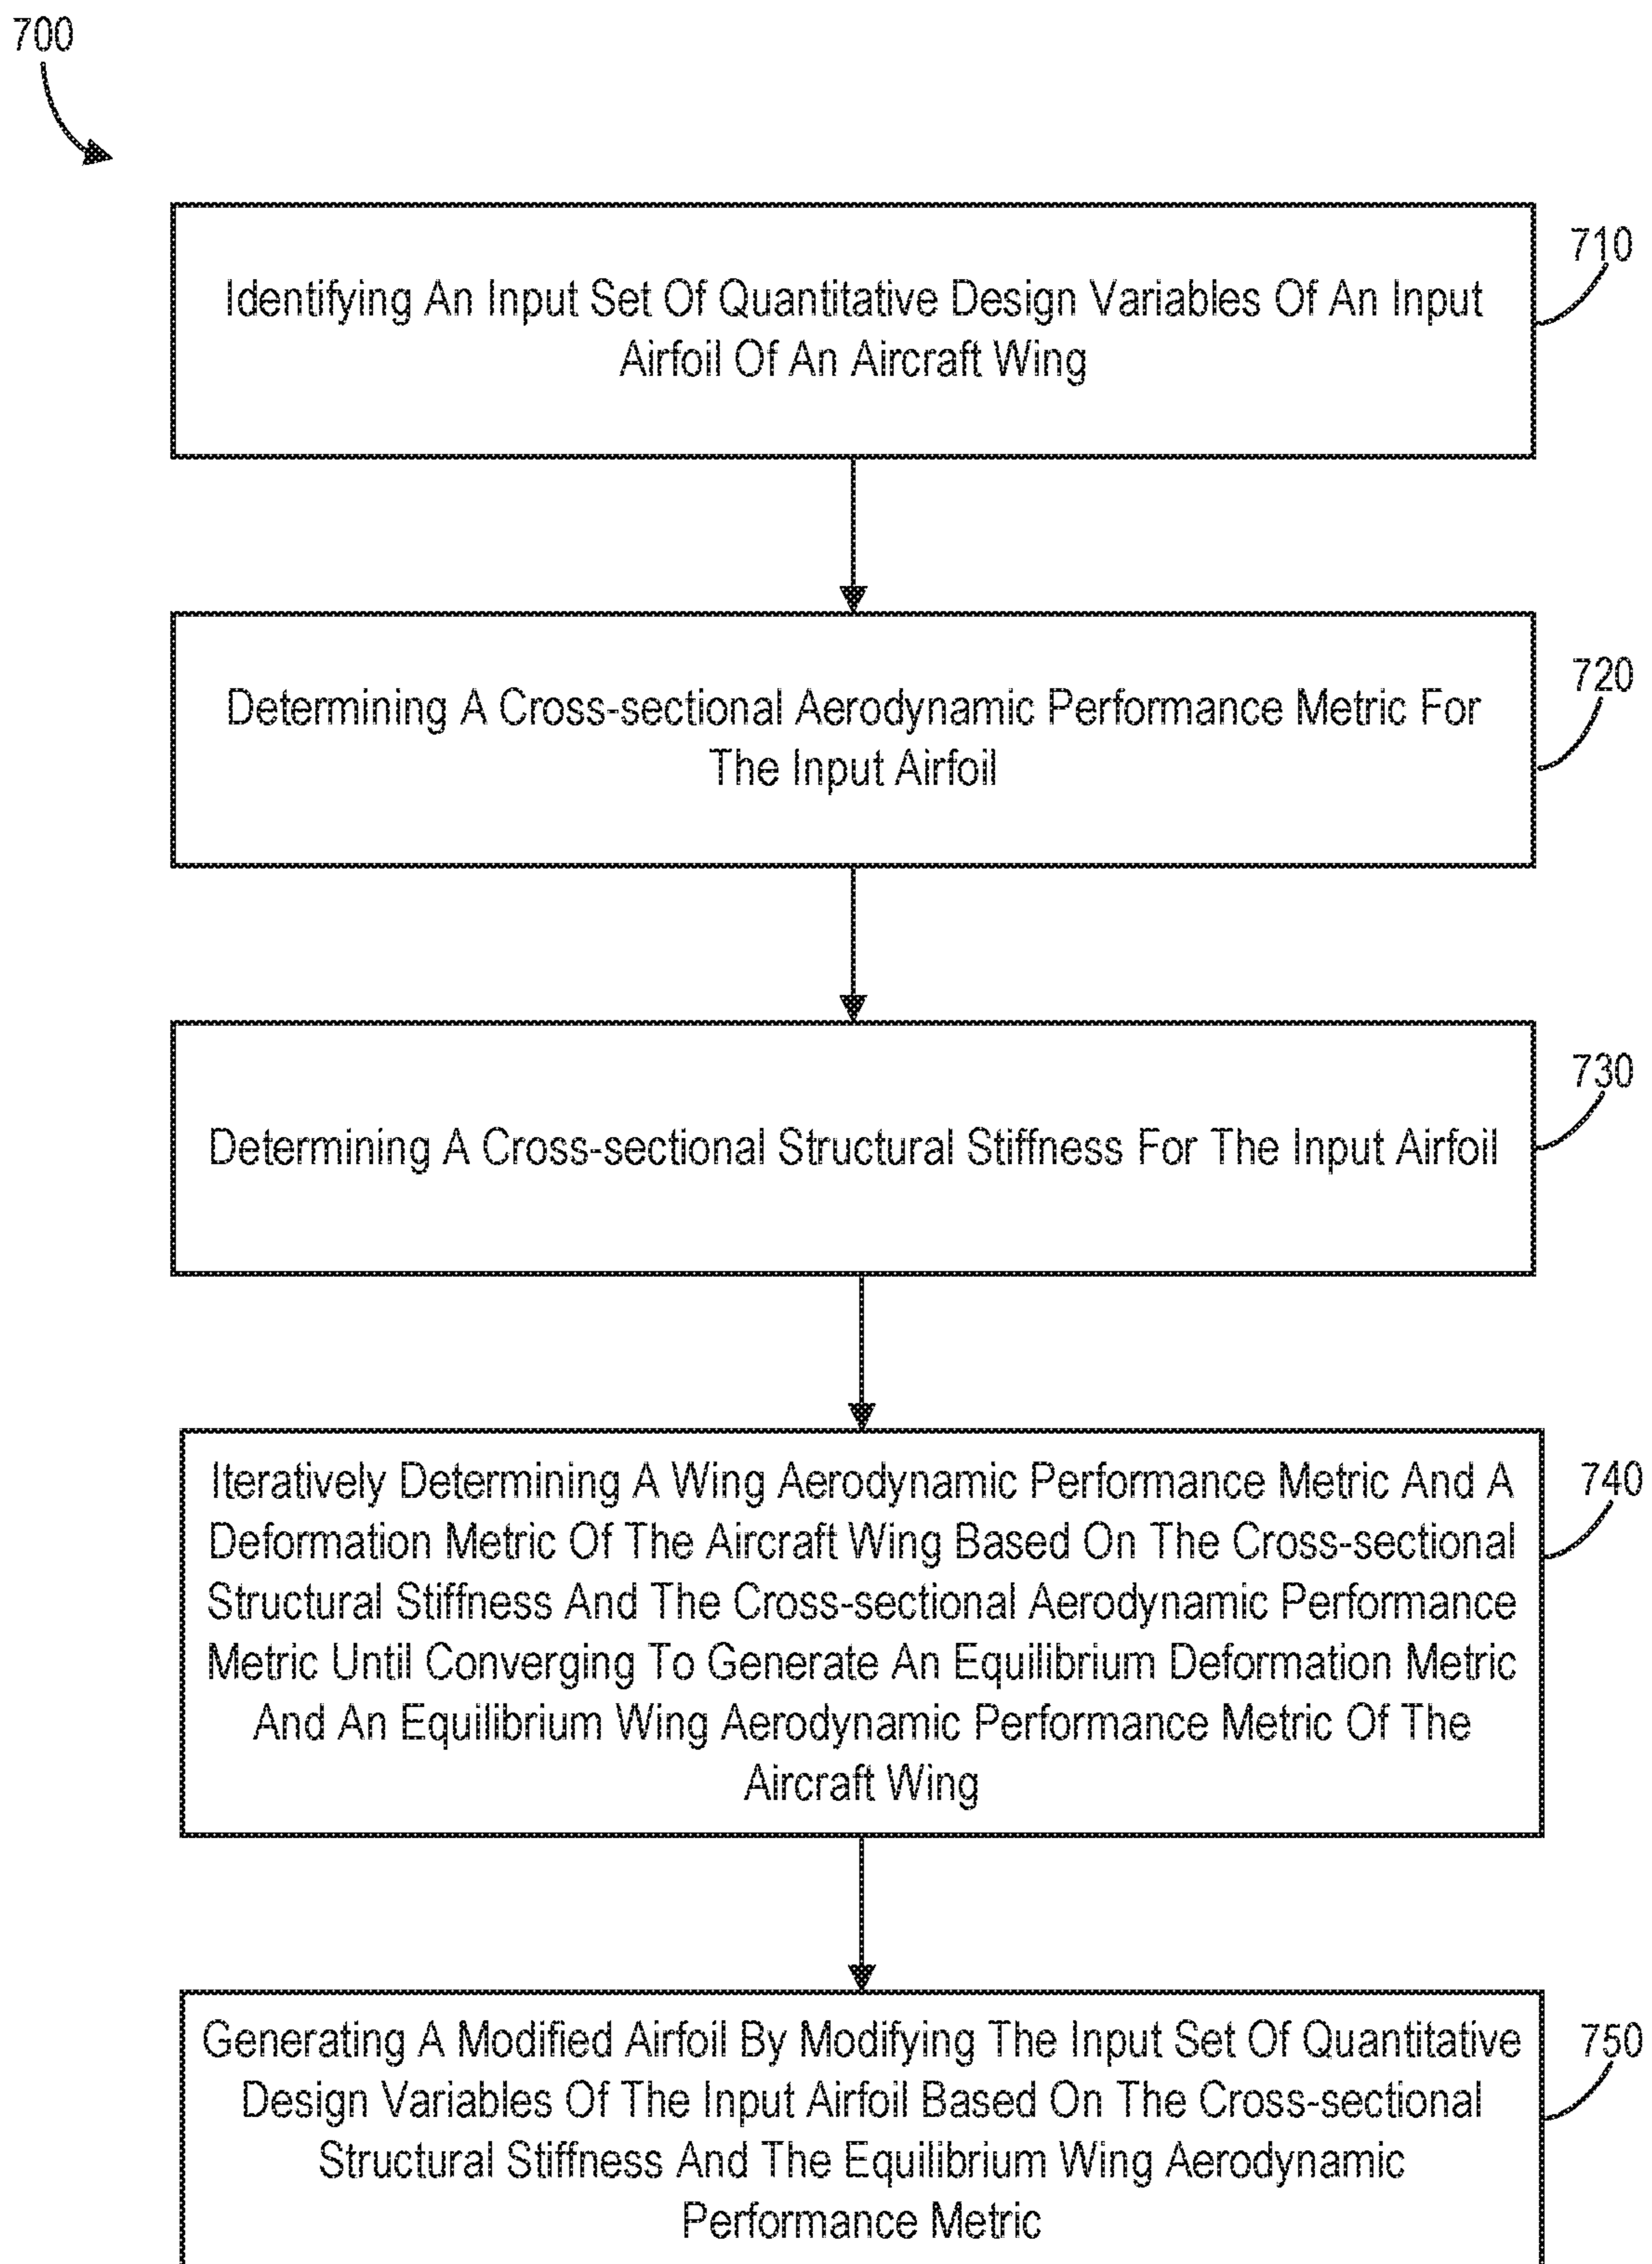 700
710
Identifying An Input Set Of Quantitative Design Variables Of An Input
Airfoil Of An Aircraft Wing
720
Determining A Cross-sectional Aerodynamic Performance Metric For
The Input Airfoil
730
Determining A Cross-sectional Structural Stiffness For The Input Airfoil
740
Iteratively Determining A Wing Aerodynamic Performance Metric And A
Deformation Metric Of The Aircraft Wing Based On The Cross-sectional
Structural Stiffness And The Cross-sectional Aerodynamic Performance
Metric Until Converging To Generate An Equilibrium Deformation Metric
And An Equilibrium Wing Aerodynamic Performance Metric Of The
Aircraft Wing
750
Generating A Modified Airfoil By Modifying The Input Set Of Quantitative
Design Variables Of The Input Airfoil Based On The Cross-sectional
Structural Stiffness And The Equilibrium Wing Aerodynamic
Performance Metric